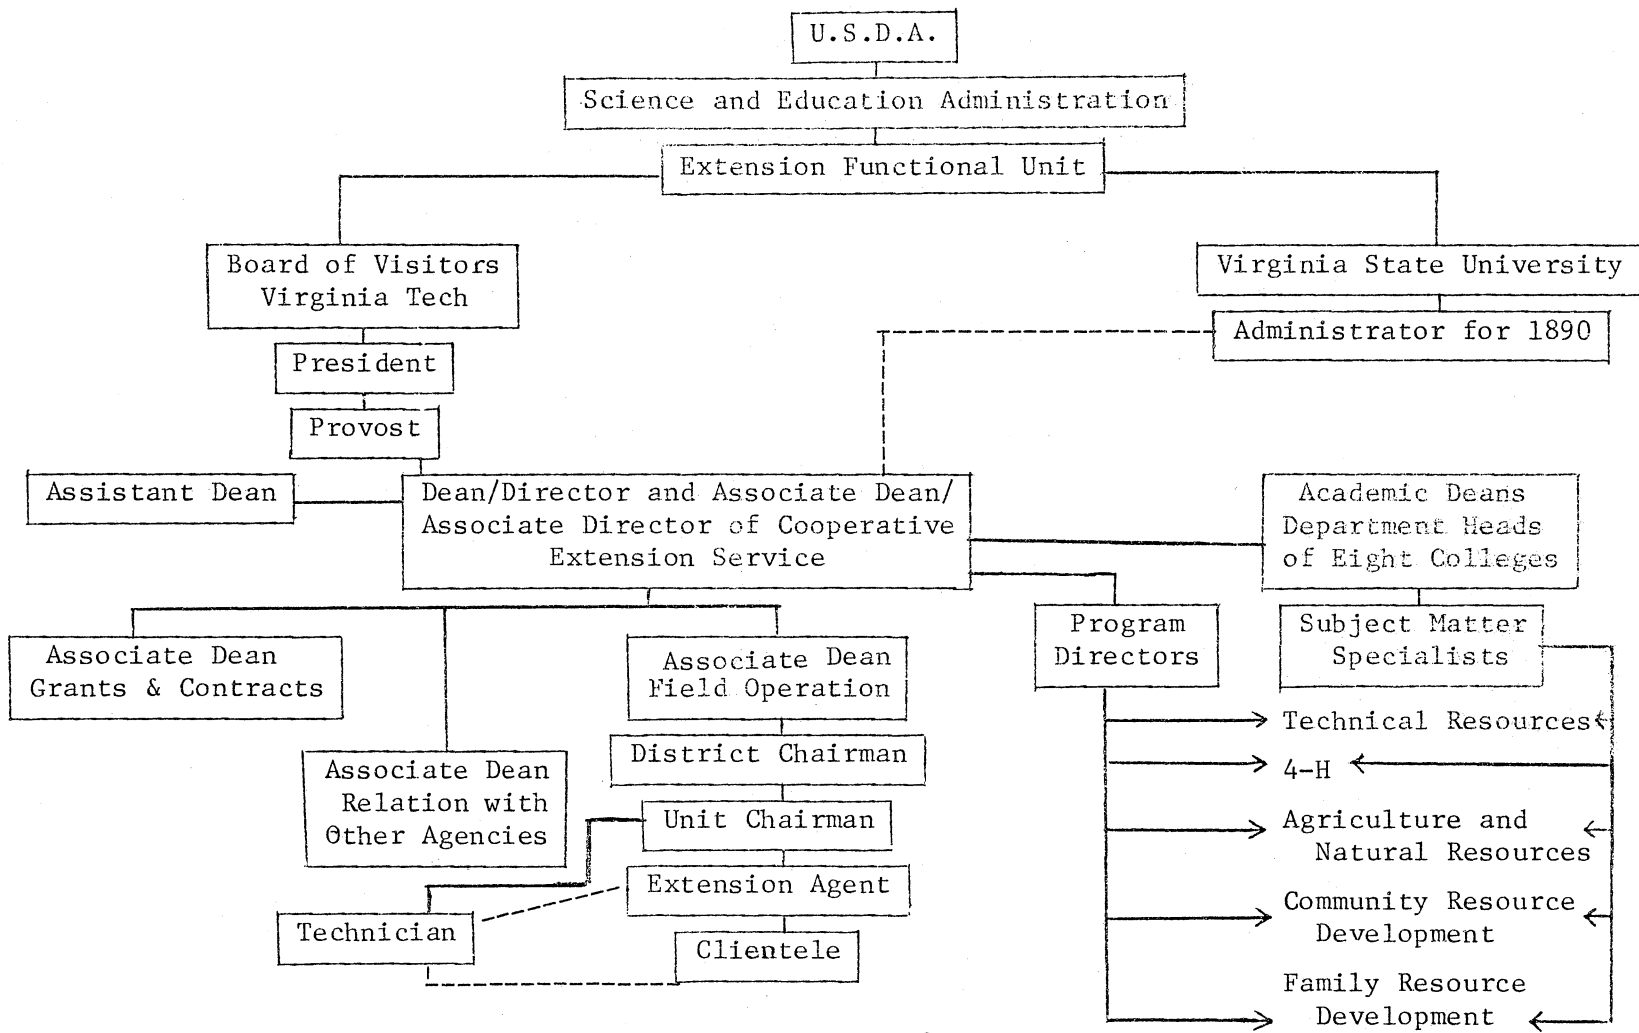 U.S.D.A.
Science and Education Administration
Extension Functional Unit
Board of Visitors
Virginia Tech
Virginia State University
President
Administrator for 1890
Provost
Assistant Dean
Dean/Director and Associate Dean/
Associate Director of Cooperative
Extension Service
Academic Deans
Department Heads
of Eight Colleges
Associate Dean
Grants & Contracts
Associate Dean
Relation with
Other Agencies
Associate Dean
Field Operation
District Chairman
Unit Chairman
Extension Agent
Technician
Clientele
Program
Directors
Subject Matter
Specialists
Technical Resources
4-H
Agriculture and
Natural Resources
Community Resource
Development
Family Resource
Development